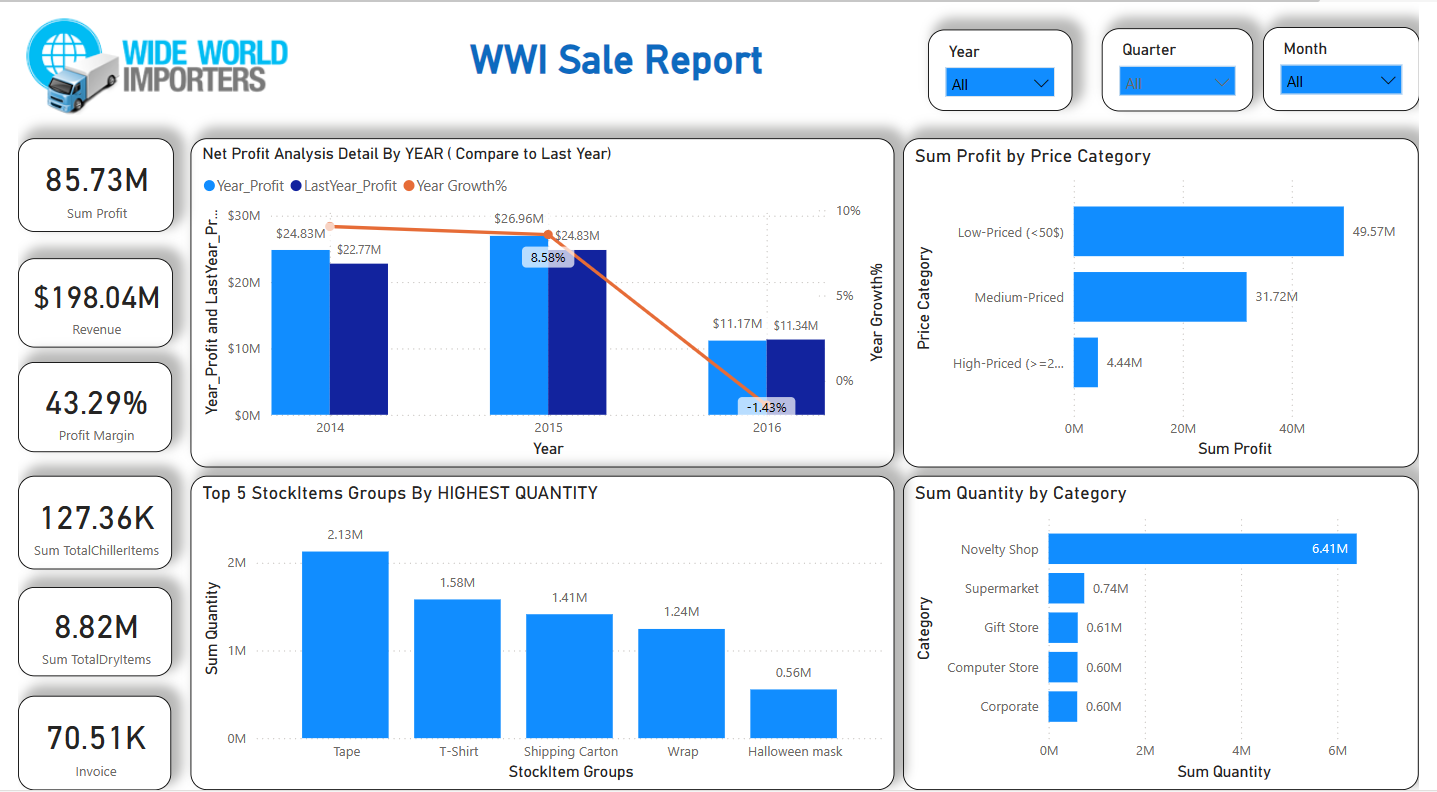 WIDE WORLD
IMPORTERS
WWI Sale Report
Year
All
Quarter
All
Month
All
85.73M
Sum Profit
$198.04M
Revenue
43.29%
Profit Margin
127.36K
Sum TotalChillerItems
8.82M
Sum TotalDryItems
70.51K
Invoice
Net Profit Analysis Detail By YEAR ( Compare to Last Year)
Year_Profit LastYear_Profit Year Growth%
Year_Profit and LastYear_Pr...
$30M
$20M
$10M
$0M
$24.83M
$22.77M
$26.96M
$24.83M
8.58%
$11.17M
$11.34M
-1.43%
10%
5%
0%
Year Growth%
2014 2015 2016
Year
Sum Profit by Price Category
Price Category
Low-Priced (<50$) 49.57M
Medium-Priced 31.72M
High-Priced (>=2... 4.44M
0M 20M 40M
Sum Profit
Top 5 StockItems Groups By HIGHEST QUANTITY
Sum Quantity
2M
1M
0M
2.13M
1.58M
1.41M
1.24M
0.56M
Tape T-Shirt Shipping Carton Wrap Halloween mask
StockItem Groups
Sum Quantity by Category
Category
Novelty Shop 6.41M
Supermarket 0.74M
Gift Store 0.61M
Computer Store 0.60M
Corporate 0.60M
0M 2M 4M 6M
Sum Quantity